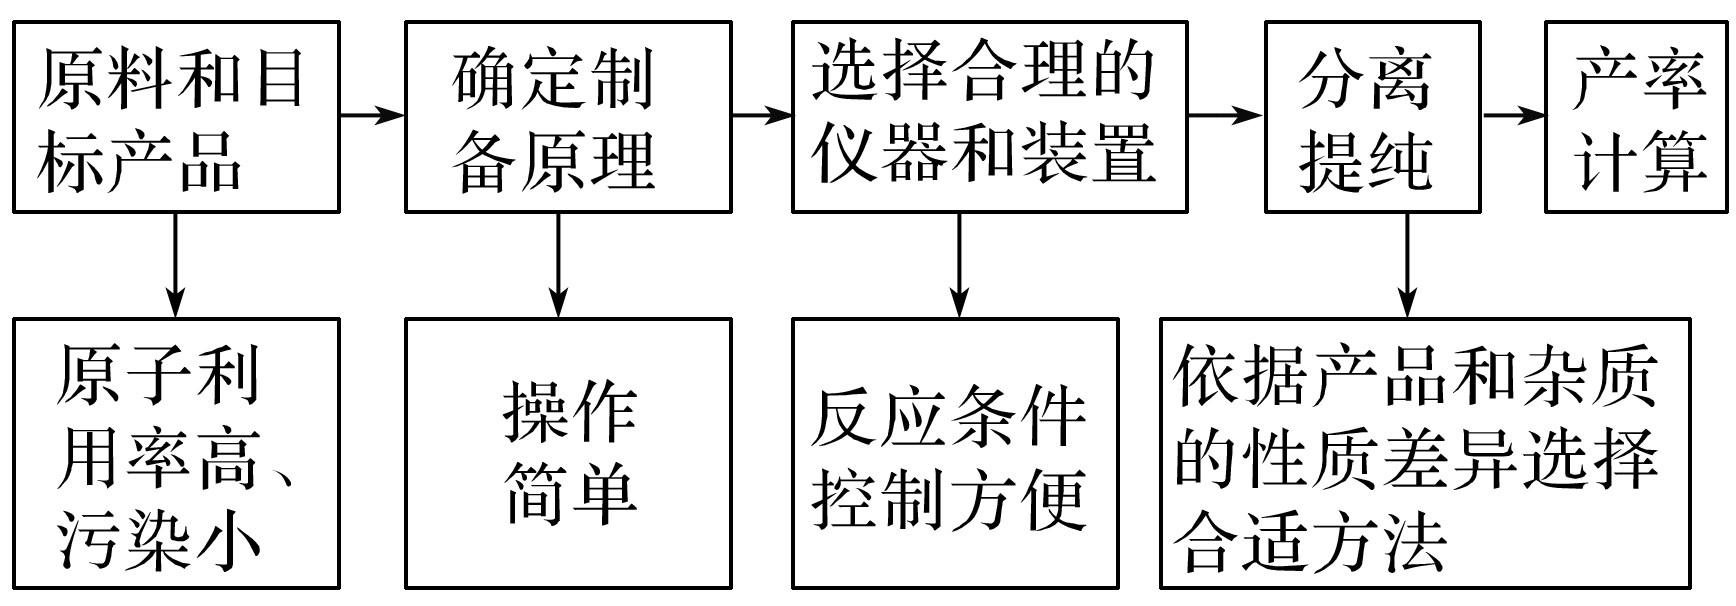 原料和目
标产品
确定制
备原理
选择合理的
仪器和装置
分离
提纯
产率
计算
原子利
用率高、
污染小
操作
简单
反应条件
控制方便
依据产品和杂质
的性质差异选择
合适方法